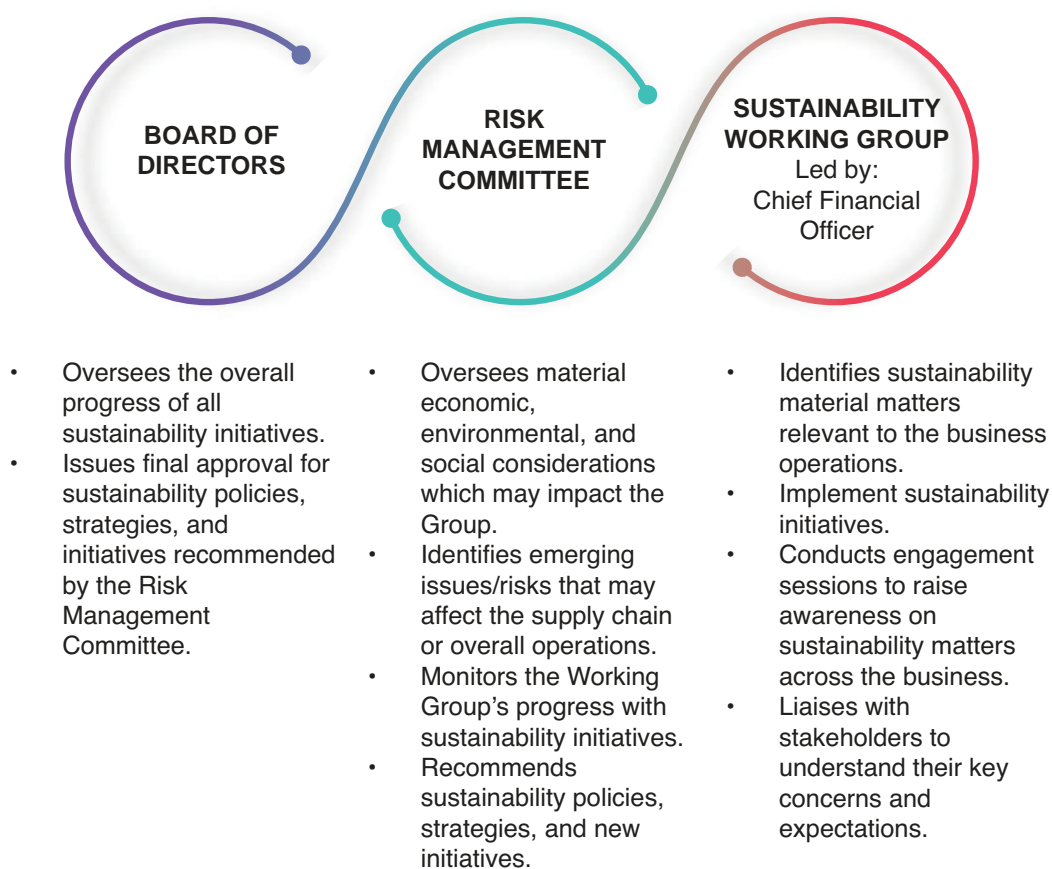 BOARD OF
DIRECTORS
RISK
MANAGEMENT
COMMITTEE
SUSTAINABILITY
WORKING GROUP
Led by:
Chief Financial
Officer
• Oversees the overall
progress of all
sustainability initiatives.
• Issues final approval for
sustainability policies,
strategies, and
initiatives recommended
by the Risk
Management
Committee.
• Oversees material
economic,
environmental, and
social considerations
which may impact the
Group.
• Identifies emerging
issues/risks that may
affect the supply chain
or overall operations.
• Monitors the Working
Group’s progress with
sustainability initiatives.
• Recommends
sustainability policies,
strategies, and new
initiatives.
• Identifies sustainability
material matters
relevant to the business
operations.
• Implement sustainability
initiatives.
• Conducts engagement
sessions to raise
awareness on
sustainability matters
across the business.
• Liaises with
stakeholders to
understand their key
concerns and
expectations.